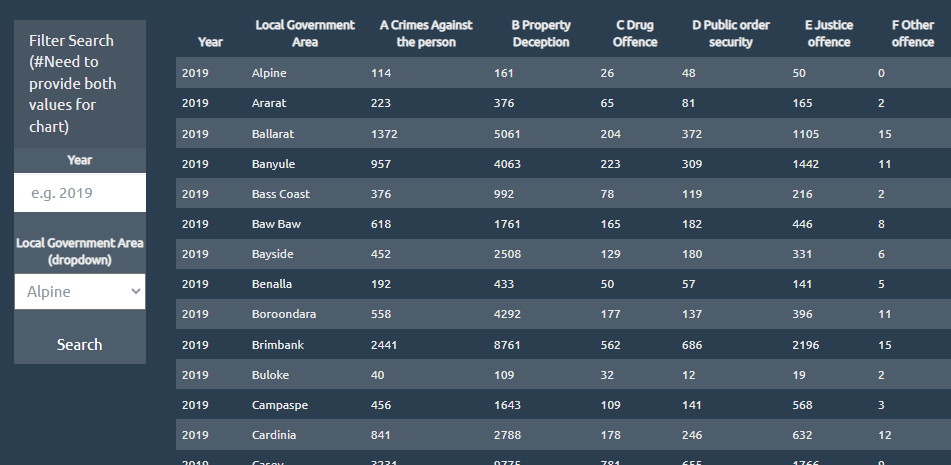 Filter Search
(#Need to
provide both
values for
chart)
Year
e.g. 2019
Local Government Area
(dropdown)
Alpine
Search
Year Local Government Area A Crimes Against the person B Property Deception C Drug Offence D Public order security E Justice offence F Other offence
2019 Alpine 114 161 26 48 50 0
2019 Ararat 223 376 65 81 165 2
2019 Ballarat 1372 5061 204 372 1105 15
2019 Banyule 957 4063 223 309 1442 11
2019 Bass Coast 376 992 78 119 216 2
2019 Baw Baw 618 1761 165 182 446 8
2019 Bayside 452 2508 129 180 331 6
2019 Benalla 192 433 50 57 141 5
2019 Boroondara 558 4292 177 137 396 11
2019 Brimbank 2441 8761 562 686 2196 15
2019 Buloke 40 109 32 12 19 2
2019 Campaspe 456 1643 109 141 568 3
2019 Cardinia 841 2788 178 246 632 12
2019 Casey 3231 9775 781 655 1766